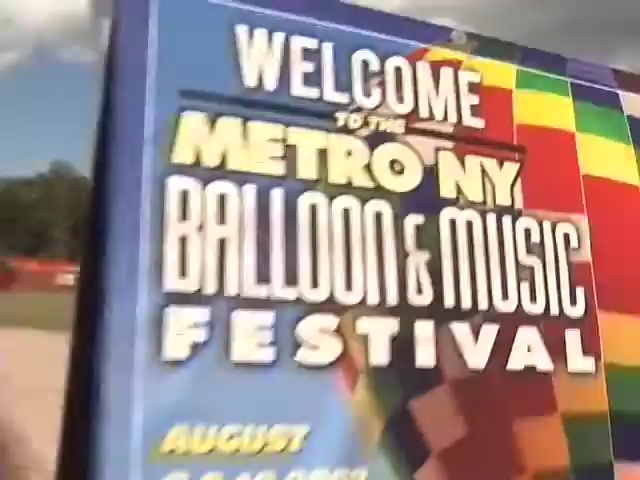 WELCOME
TO THE
METRO NY
BALLOON & MUSIC
FESTIVAL
AUGUST